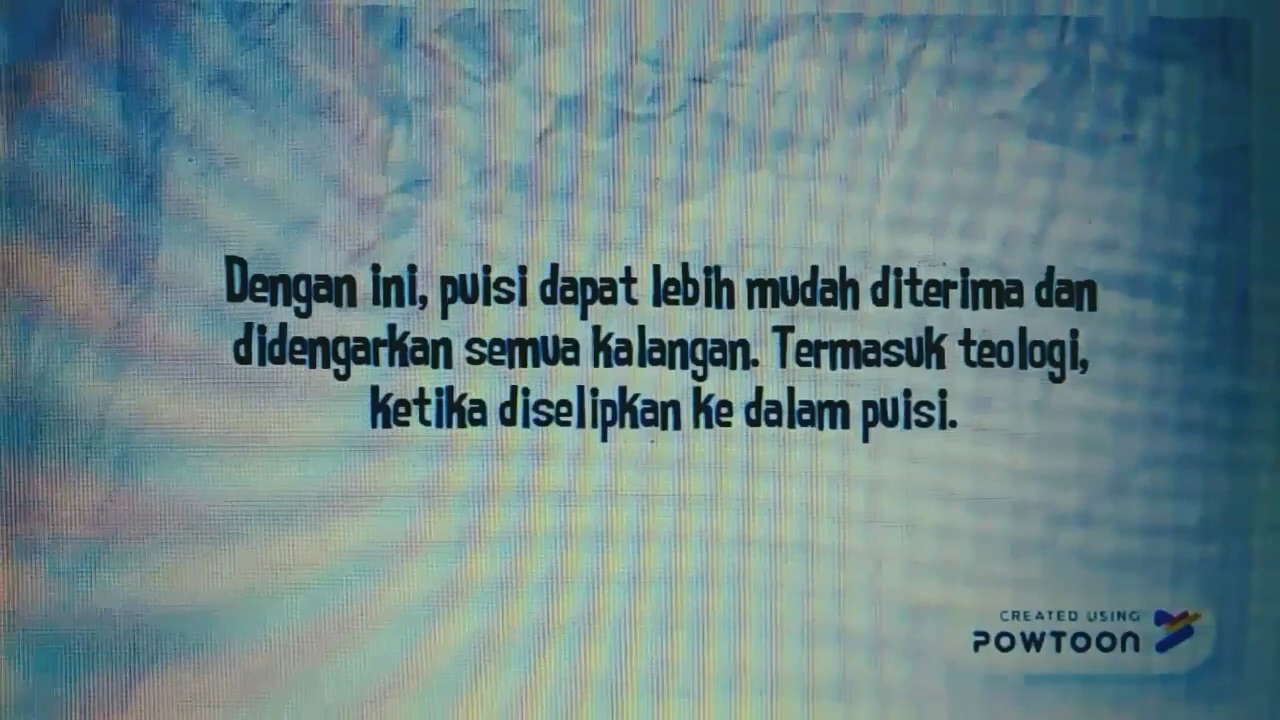 Dengan ini, puisi dapat lebih mudah diterima dan
didengarkan semua kalangan. Termasuk teologi,
ketika diselipkan ke dalam puisi.
CREATED USING
POWTOON